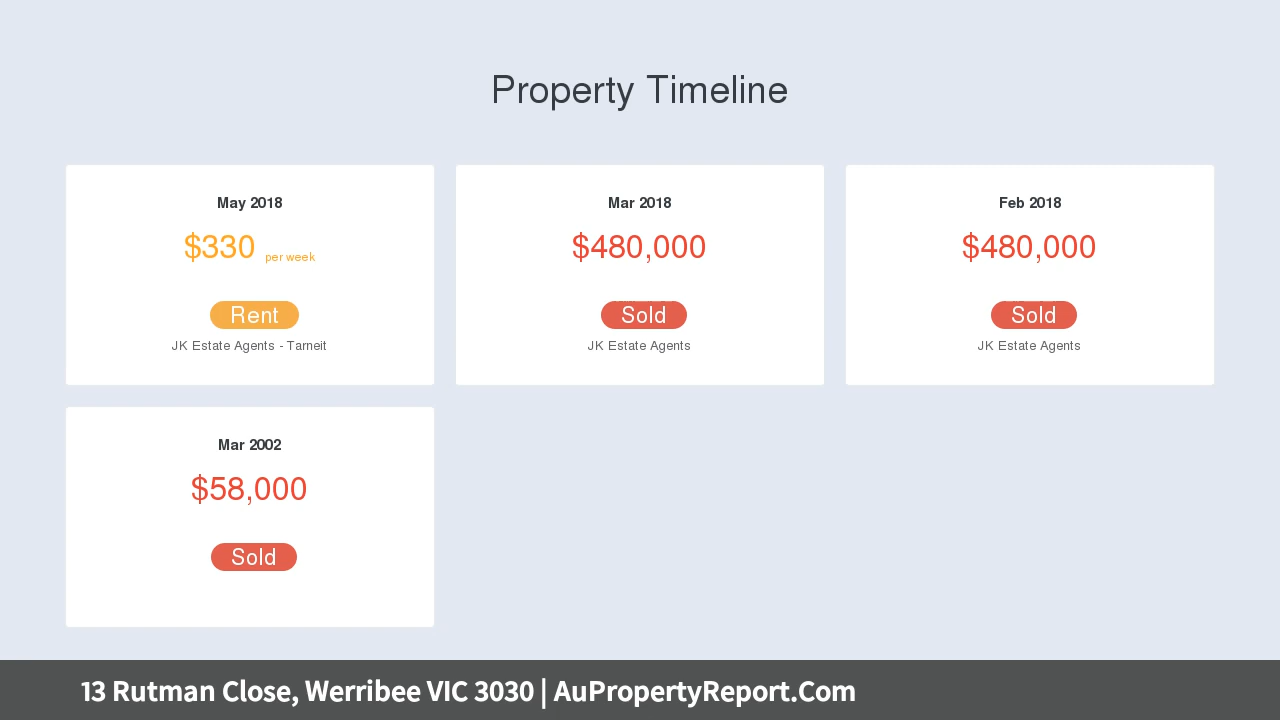 Property Timeline
May 2018
$330 per week
Rent
JK Estate Agents - Tarneit
Mar 2018
$480,000
Sold
JK Estate Agents
Feb 2018
$480,000
Sold
JK Estate Agents
Mar 2002
$58,000
Sold
13 Rutman Close, Werribee VIC 3030 | AuPropertyReport.Com